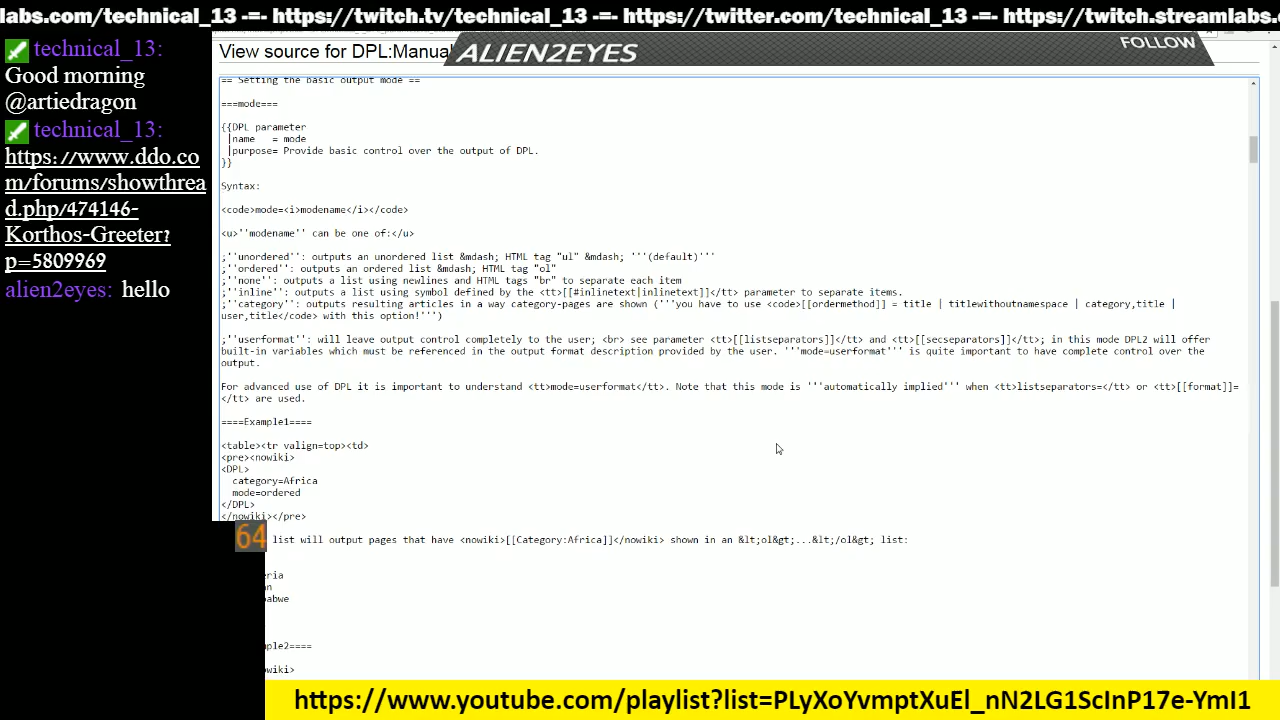 labs.com/technical_13 -=- https://twitch.tv/technical_13 -=- https://twitter.com/technical_13 -=- https://twitch.streamlabs.c
technical_13:
Good morning
@artiedragon
technical_13:
https://www.ddo.co
m/forums/showthrea
d.php/474146-
Korthos-Greeter?
p=5809969
alien2eyes: hello
View source for DPL:Manua
ALIEN2EYES
FOLLOW
== Setting the basic output mode ==
===mode===
{{DPL parameter
|name = mode
|purpose= Provide basic control over the output of DPL.
}}
Syntax:
<code>mode=<i>modename</i></code>
<u>''modename'' can be one of:</u>
;''unordered'': outputs an unordered list &mdash; HTML tag "ul" &mdash; '''(default)'''
;''ordered'': outputs an ordered list &mdash; HTML tag "ol"
;''none'': outputs a list using newlines and HTML tags "br" to separate each item
;''inline'': outputs a list using symbol defined by the <tt>[[#inlinetext|inlinetext]]</tt> parameter to separate items.
;''category'': outputs resulting articles in a way category-pages are shown ('''you have to use <code>[[ordermethod]] = title | titlewithoutnamespace | category,title |
user,title</code> with this option!''')
;''userformat'': will leave output control completely to the user; <br> see parameter <tt>[[listseparators]]</tt> and <tt>[[secseparators]]</tt>; in this mode DPL2 will offer
built-in variables which must be referenced in the output format description provided by the user. '''mode=userformat''' is quite important to have complete control over the
output.
For advanced use of DPL it is important to understand <tt>mode=userformat</tt>. Note that this mode is '''automatically implied''' when <tt>listseparators=</tt> or <tt>[[format]]=
</tt> are used.
====Example1====
<table><tr valign=top><td>
<pre><nowiki>
<DPL>
category=Africa
mode=ordered
</DPL>
</nowiki></pre>
64
list will output pages that have <nowiki>[[Category:Africa]]</nowiki> shown in an &lt;ol&gt;...&lt;/ol&gt; list:
eria
n
babwe
mple2====
wiki>
https://www.youtube.com/playlist?list=PLyXoYvmptXuEl_nN2LG1ScInP17e-YmI1